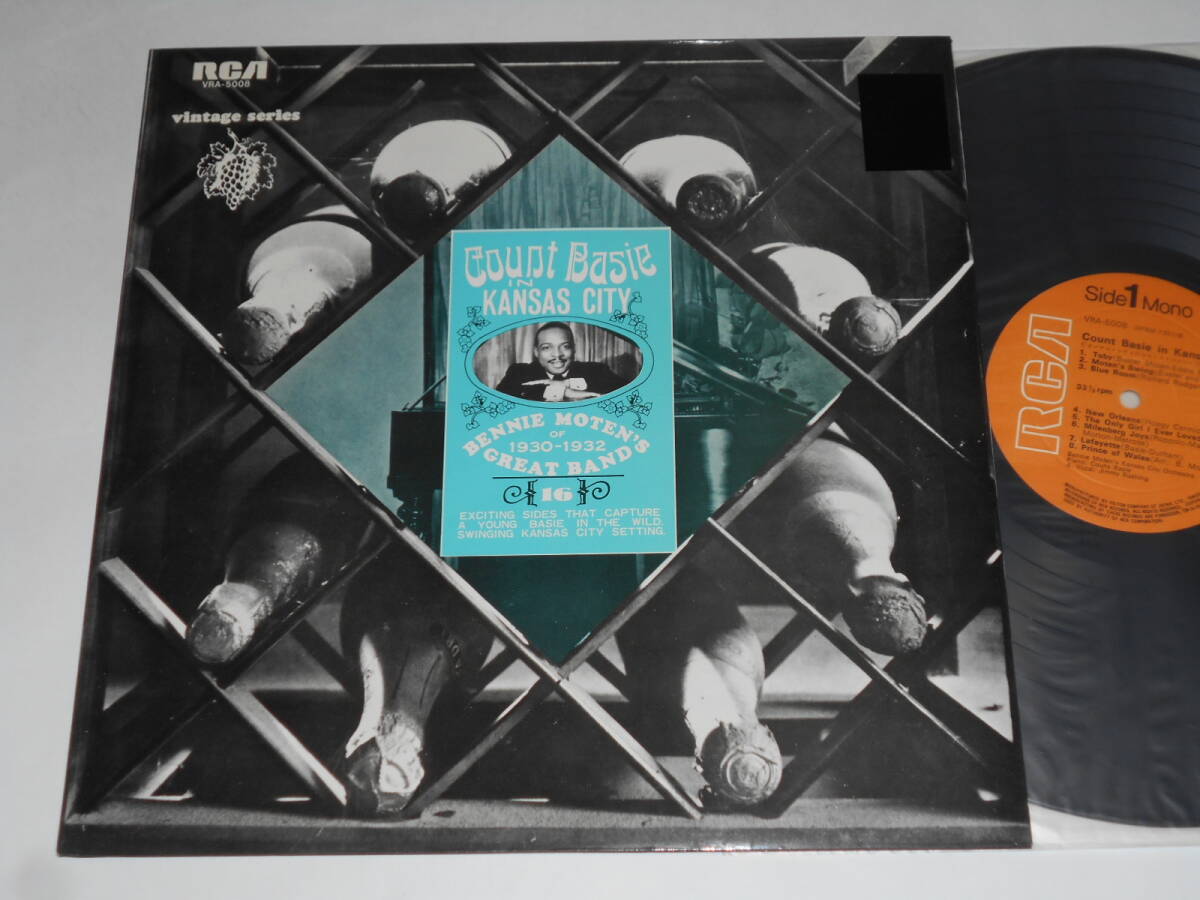 RCA
VRA-5008
vintage series
Count Basie
IN
KANSAS CITY
BENNIE MOTEN'S
GREAT BAND
OF
1930-1932
16
EXCITING SIDES THAT CAPTURE
A YOUNG BASIE IN THE WILD,
SWINGING KANSAS CITY SETTING.
Side 1 Mono
VRA-5008
RCA
Count Basie in Kans
1. Toby
2. Moten's Swing
3. Blue Room
33⅓ rpm
4. New Orleans
5. The Only Girl I Ever Loved
6. Milenberg Joys
7. Lafayette
8. Prince of Wales